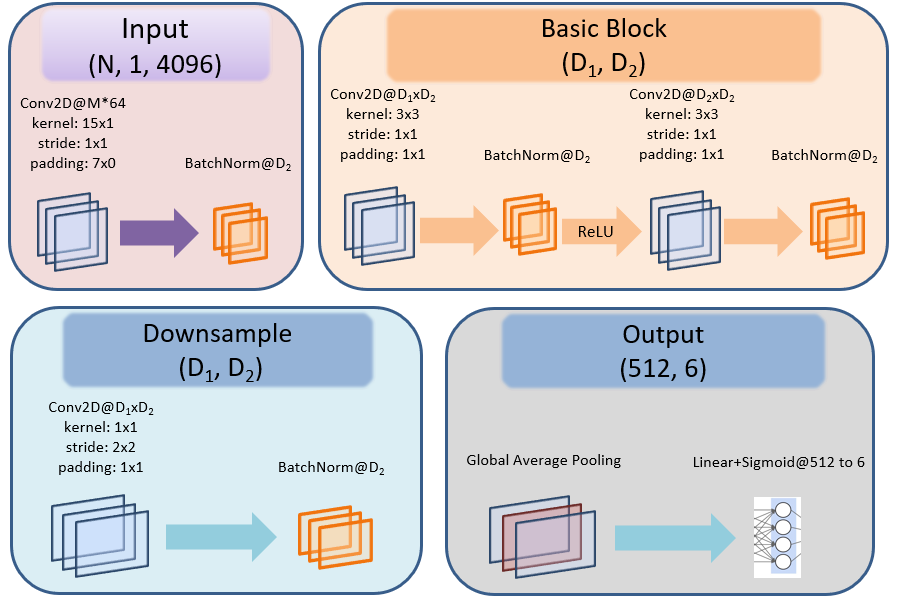 Input
(N, 1, 4096)
Conv2D@M*64
kernel: 15x1
stride: 1x1
padding: 7x0
BatchNorm@D₂
Basic Block
(D₁, D₂)
Conv2D@D₁xD₂
kernel: 3x3
stride: 1x1
padding: 1x1
BatchNorm@D₂
ReLU
Conv2D@D₂xD₂
kernel: 3x3
stride: 1x1
padding: 1x1
BatchNorm@D₂
Downsample
(D₁, D₂)
Conv2D@D₁xD₂
kernel: 1x1
stride: 2x2
padding: 1x1
BatchNorm@D₂
Output
(512, 6)
Global Average Pooling
Linear+Sigmoid@512 to 6